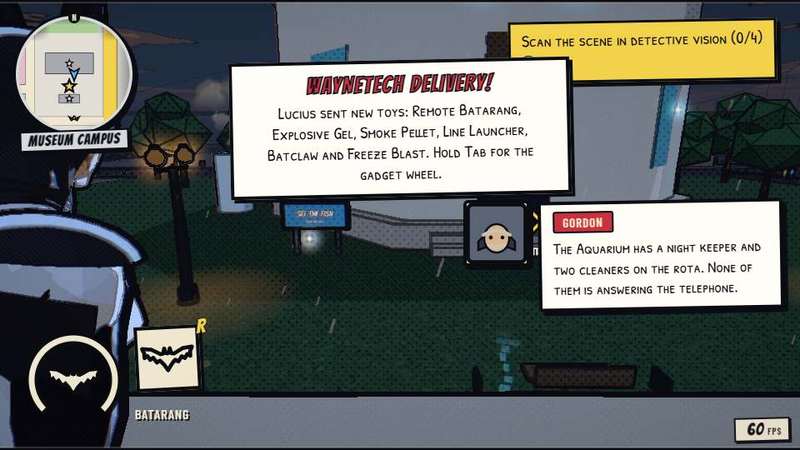 N
MUSEUM CAMPUS
SCAN THE SCENE IN DETECTIVE VISION (0/4)
WAYNETECH DELIVERY!
LUCIUS SENT NEW TOYS: REMOTE BATARANG,
EXPLOSIVE GEL, SMOKE PELLET, LINE LAUNCHER,
BATCLAW AND FREEZE BLAST. HOLD TAB FOR THE
GADGET WHEEL.
SEE THE FISH
GORDON
THE AQUARIUM HAS A NIGHT KEEPER AND
TWO CLEANERS ON THE ROTA. NONE OF
THEM IS ANSWERING THE TELEPHONE.
R
BATARANG
60 FPS